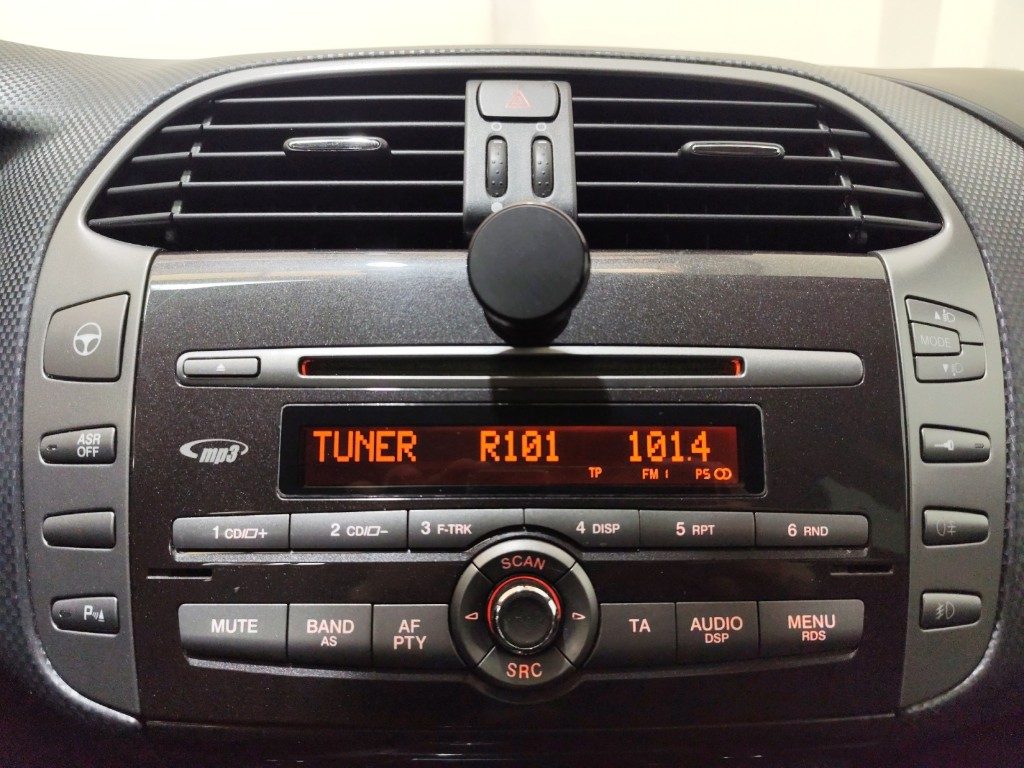 MODE
ASR
OFF
mp3
TUNER R101 101.4
TP FM 1 PS
1 CD+
2 CD−
3 F-TRK
4 DISP
5 RPT
6 RND
SCAN
MUTE
BAND
AS
AF
PTY
SRC
TA
AUDIO
DSP
MENU
RDS
P